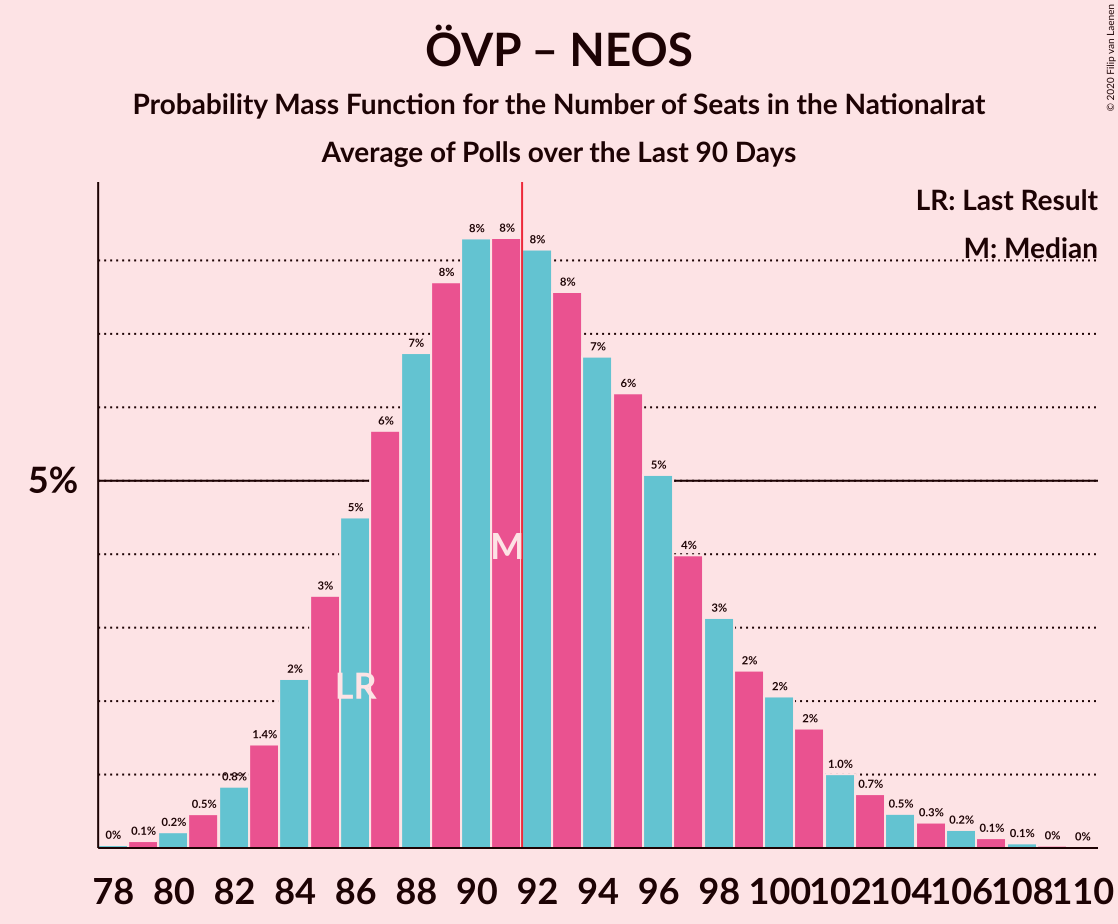 ÖVP – NEOS
Probability Mass Function for the Number of Seats in the Nationalrat
Average of Polls over the Last 90 Days
© 2020 Filip van Laenen
LR: Last Result
M: Median
5%
0% 0.1% 0.2% 0.5% 0.8% 1.4% 2% 3% 5% 6% 7% 8% 8% 8% 8% 8% 7% 6% 5% 4% 3% 2% 2% 2% 1.0% 0.7% 0.5% 0.3% 0.2% 0.1% 0.1% 0% 0%
M
LR
78 80 82 84 86 88 90 92 94 96 98 100 102 104 106 108 110